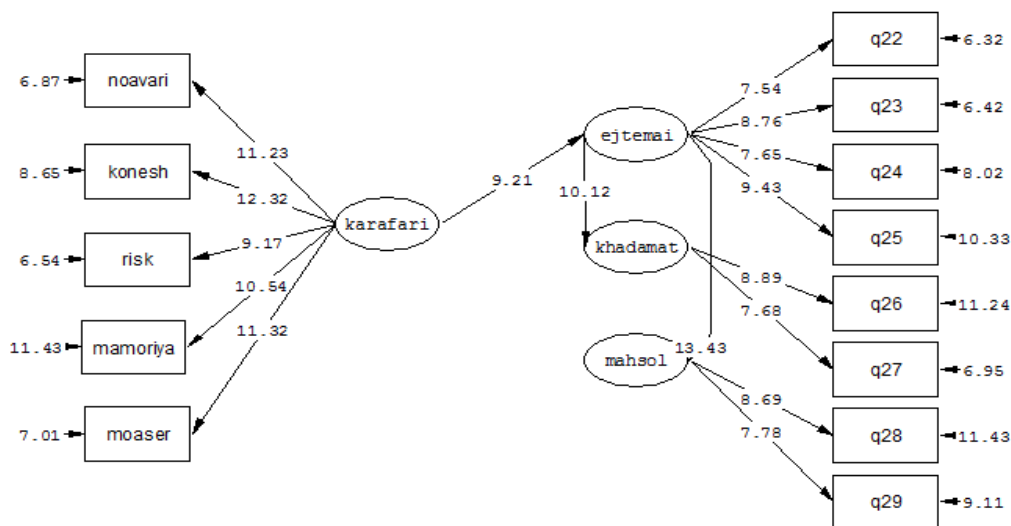 q22
6.32
6.87
noavari
7.54
q23
6.42
8.76
ejtemai
11.23
7.65
q24
8.02
8.65
konesh
9.21
9.43
12.32
10.12
karafari
q25
10.33
9.17
khadamat
6.54
risk
8.89
10.54
q26
11.24
7.68
11.32
11.43
mamoriya
mahsol
13.43
q27
6.95
8.69
7.01
moaser
7.78
q28
11.43
q29
9.11